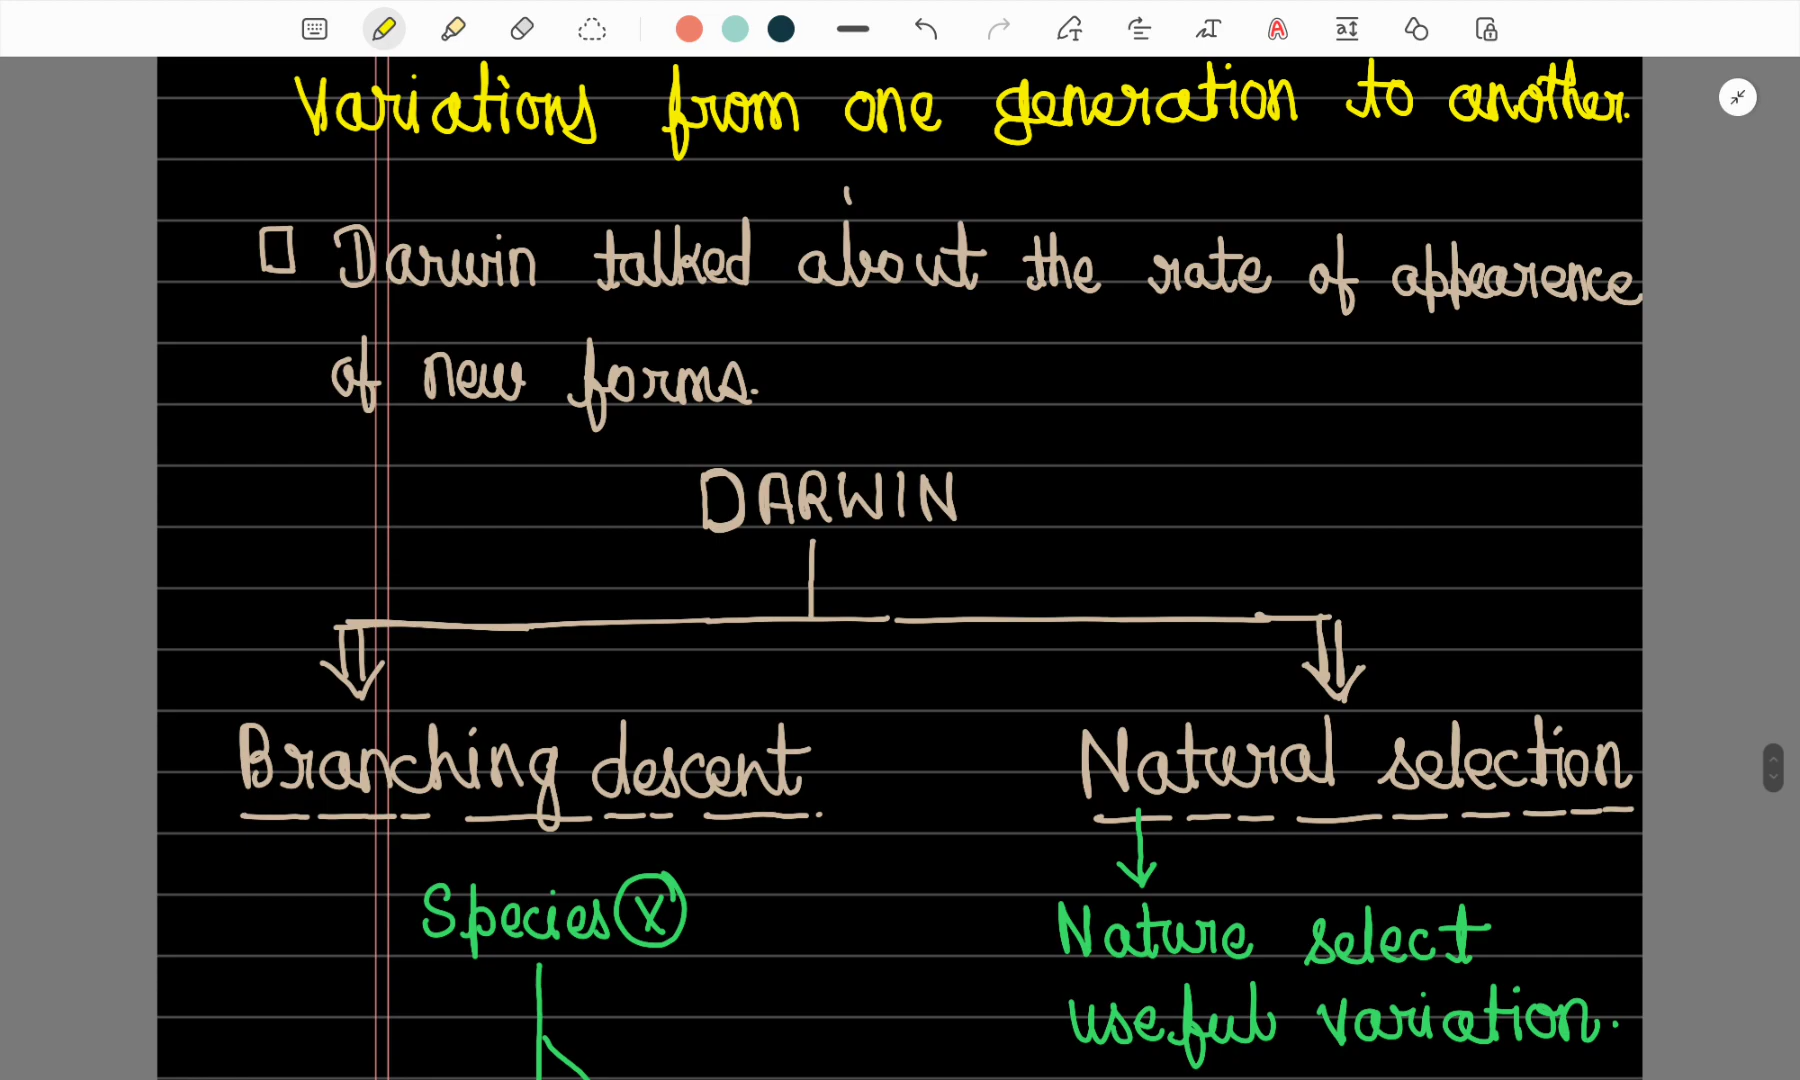 Variations from one generation to another.
Darwin talked about the rate of appearence
of new forms.
DARWIN
Branching descent
Natural selection
Species X
Nature select
useful variation.